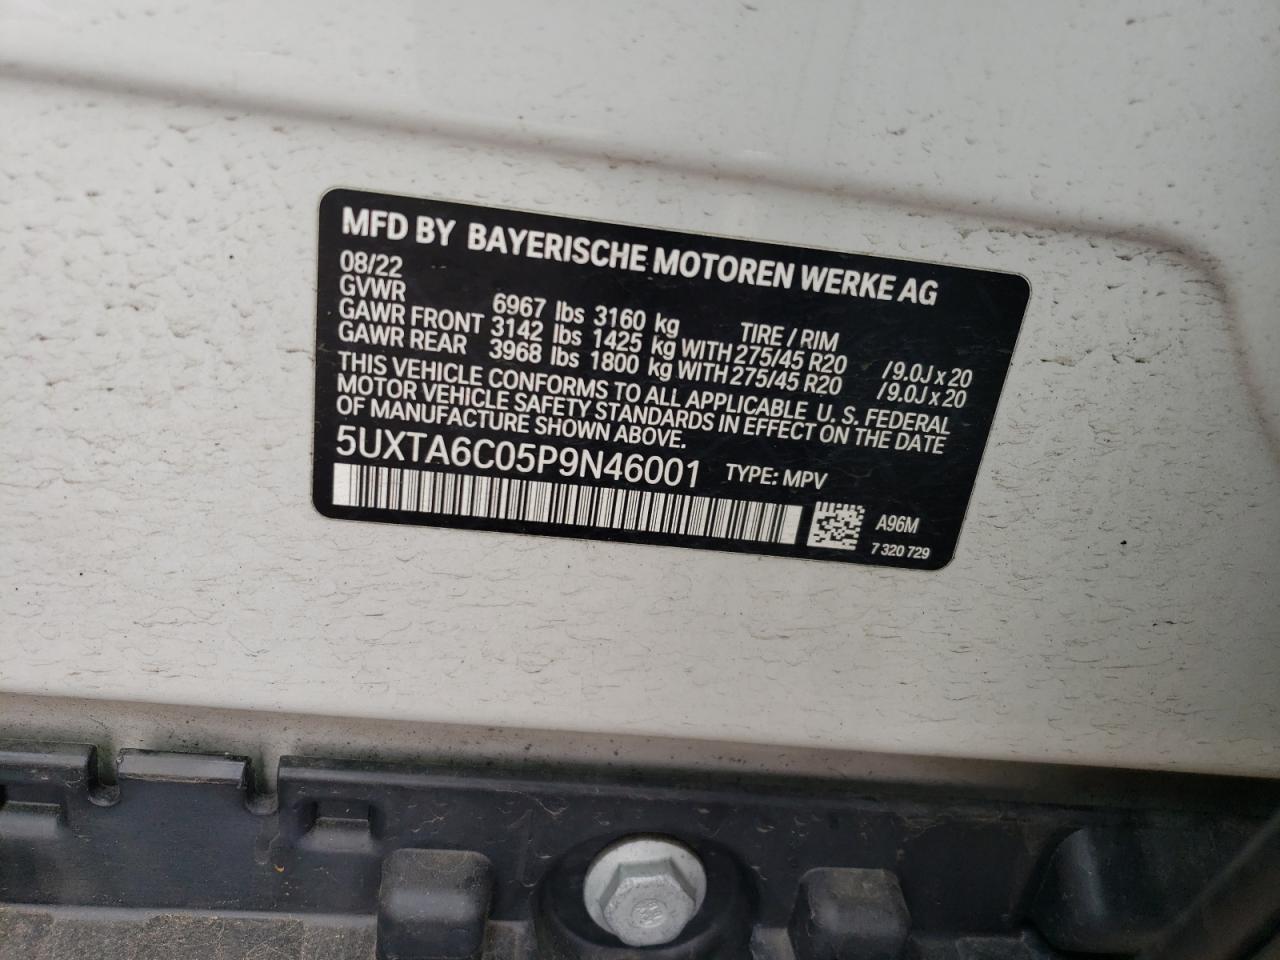 MFD BY BAYERISCHE MOTOREN WERKE AG
08/22
GVWR 6967 lbs 3160 kg TIRE / RIM
GAWR FRONT 3142 lbs 1425 kg WITH 275/45 R20 / 9.0J x 20
GAWR REAR 3968 lbs 1800 kg WITH 275/45 R20 / 9.0J x 20
THIS VEHICLE CONFORMS TO ALL APPLICABLE U. S. FEDERAL
MOTOR VEHICLE SAFETY STANDARDS IN EFFECT ON THE DATE
OF MANUFACTURE SHOWN ABOVE.
5UXTA6C05P9N46001 TYPE: MPV
A96M
7 320 729